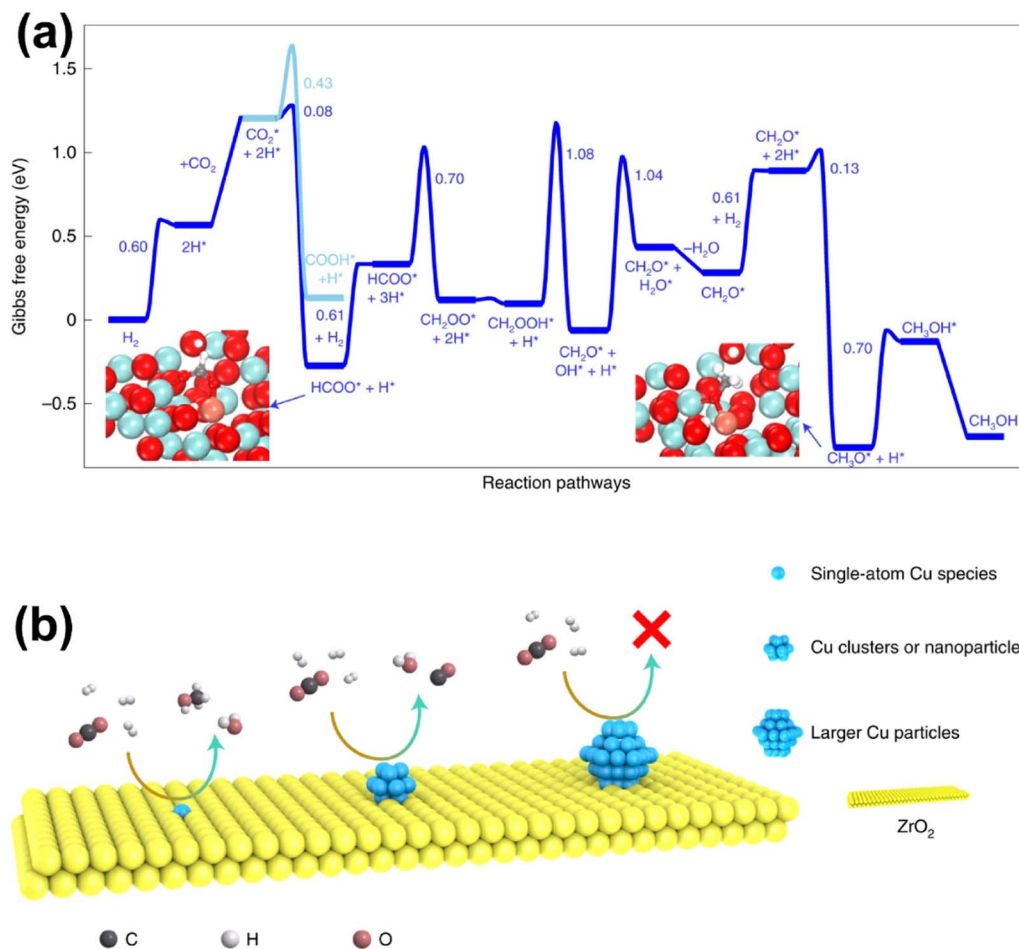 (a)
Gibbs free energy (eV)
1.5
1.0
0.5
0
−0.5
H₂
0.60
2H*
+CO₂
CO₂*
+ 2H*
0.43
0.08
COOH*
+H*
0.61
+ H₂
HCOO* + H*
HCOO*
+ 3H*
0.70
CH₂OO*
+ 2H*
CH₂OOH*
+ H*
1.08
CH₂O* +
OH* + H*
1.04
CH₂O* +
H₂O*
−H₂O
CH₂O*
0.61
+ H₂
CH₂O*
+ 2H*
0.13
CH₃O* + H*
0.70
CH₃OH*
CH₃OH
Reaction pathways
(b)
Single-atom Cu species
Cu clusters or nanoparticle
Larger Cu particles
ZrO₂
C
H
O